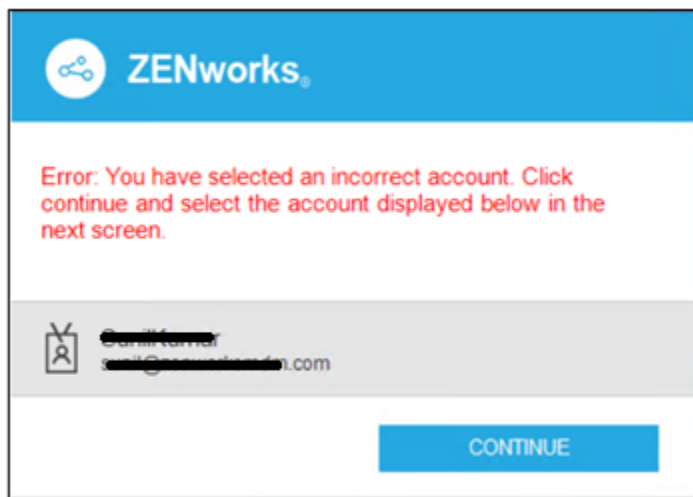 ZENworks®
Error: You have selected an incorrect account. Click
continue and select the account displayed below in the
next screen.
.com
CONTINUE